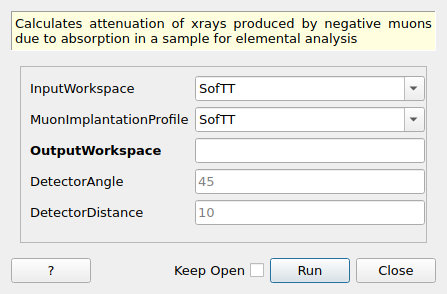 Calculates attenuation of xrays produced by negative muons
due to absorption in a sample for elemental analysis
InputWorkspace SofTT
MuonImplantationProfile SofTT
OutputWorkspace
DetectorAngle 45
DetectorDistance 10
? Keep Open Run Close